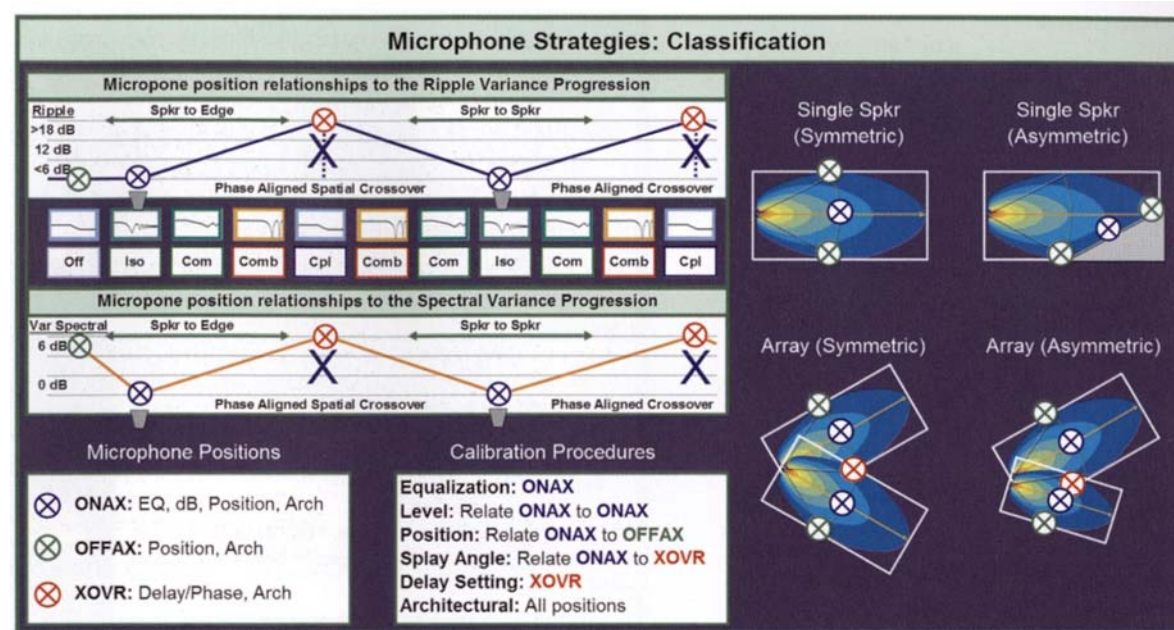 Microphone Strategies: Classification
Micropone position relationships to the Ripple Variance Progression
Ripple
>18 dB
12 dB
<6 dB
Spkr to Edge
Spkr to Spkr
X
X
Phase Aligned Spatial Crossover
Phase Aligned Crossover
Off
Iso
Com
Comb
Cpl
Comb
Com
Iso
Com
Comb
Cpl
Micropone position relationships to the Spectral Variance Progression
Var Spectral
6 dB
0 dB
Spkr to Edge
Spkr to Spkr
X
X
Phase Aligned Spatial Crossover
Phase Aligned Crossover
Microphone Positions
ONAX: EQ, dB, Position, Arch
OFFAX: Position, Arch
XOVR: Delay/Phase, Arch
Calibration Procedures
Equalization: ONAX
Level: Relate ONAX to ONAX
Position: Relate ONAX to OFFAX
Splay Angle: Relate ONAX to XOVR
Delay Setting: XOVR
Architectural: All positions
Single Spkr
(Symmetric)
Single Spkr
(Asymmetric)
Array (Symmetric)
Array (Asymmetric)